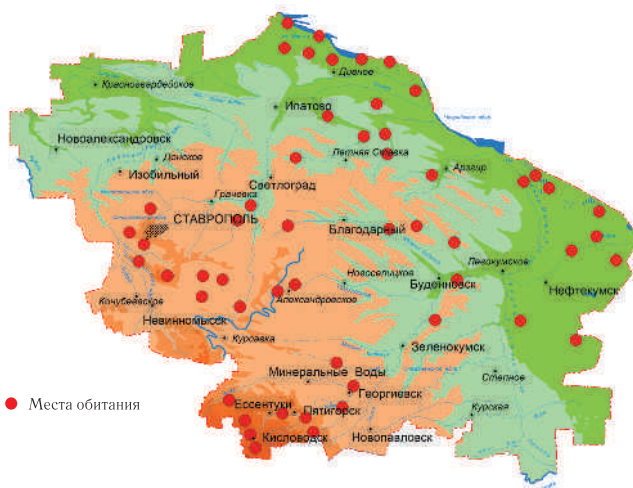 Дивное
Красногвардейское
Ипатово
Новоалександровск
Летняя Ставка
Донское
Изобильный
Арзгир
Светлоград
Грачевка
СТАВРОПОЛЬ
Благодарный
Левокумское
Новоселицкое
Буденновск
Нефтекумск
Кочубеевское
Александровское
Невинномысск
Курсавка
Зеленокумск
Минеральные Воды
Степное
Георгиевск
Ессентуки
Пятигорск
Курская
Места обитания
Кисловодск
Новопавловск